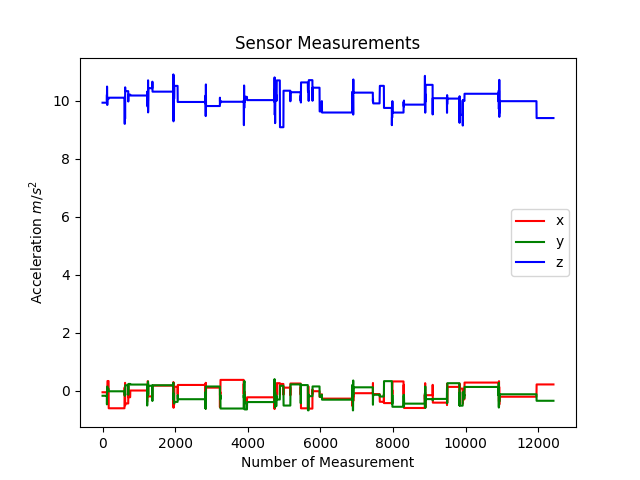 Sensor Measurements
Acceleration m/s²
10
8
6
4
2
0
x
y
z
0 2000 4000 6000 8000 10000 12000
Number of Measurement